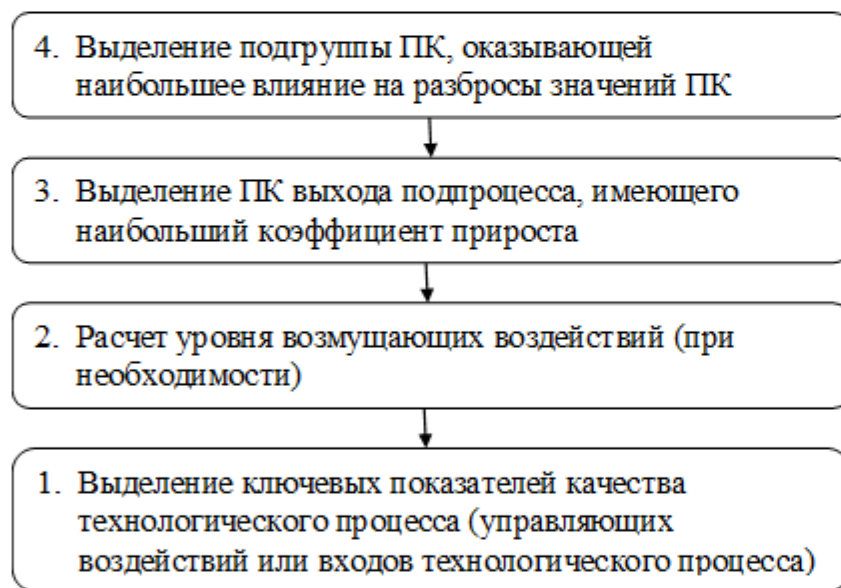 4. Выделение подгруппы ПК, оказывающей
наибольшее влияние на разбросы значений ПК
3. Выделение ПК выхода подпроцесса, имеющего
наибольший коэффициент прироста
2. Расчет уровня возмущающих воздействий (при
необходимости)
1. Выделение ключевых показателей качества
технологического процесса (управляющих
воздействий или входов технологического процесса)